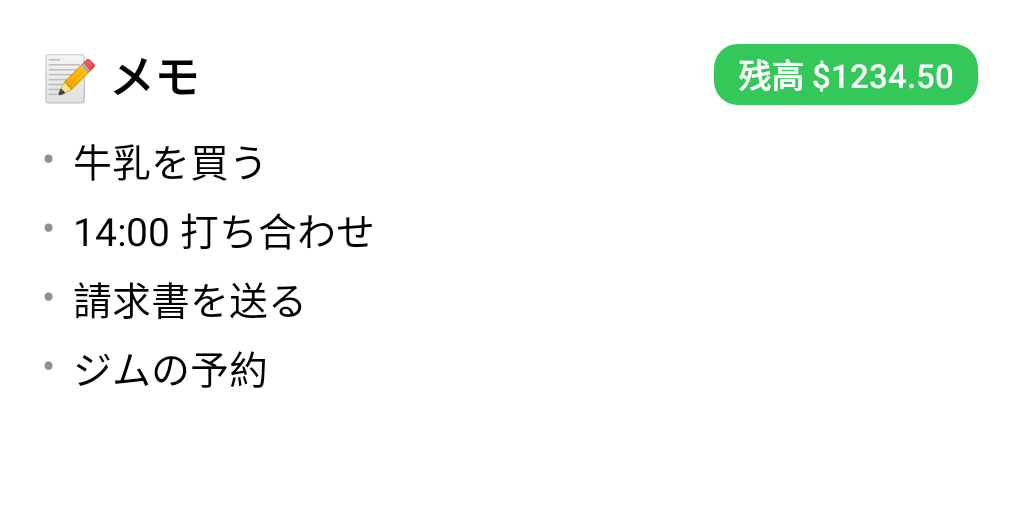 📝 メモ
残高 $1234.50
• 牛乳を買う
• 14:00 打ち合わせ
• 請求書を送る
• ジムの予約